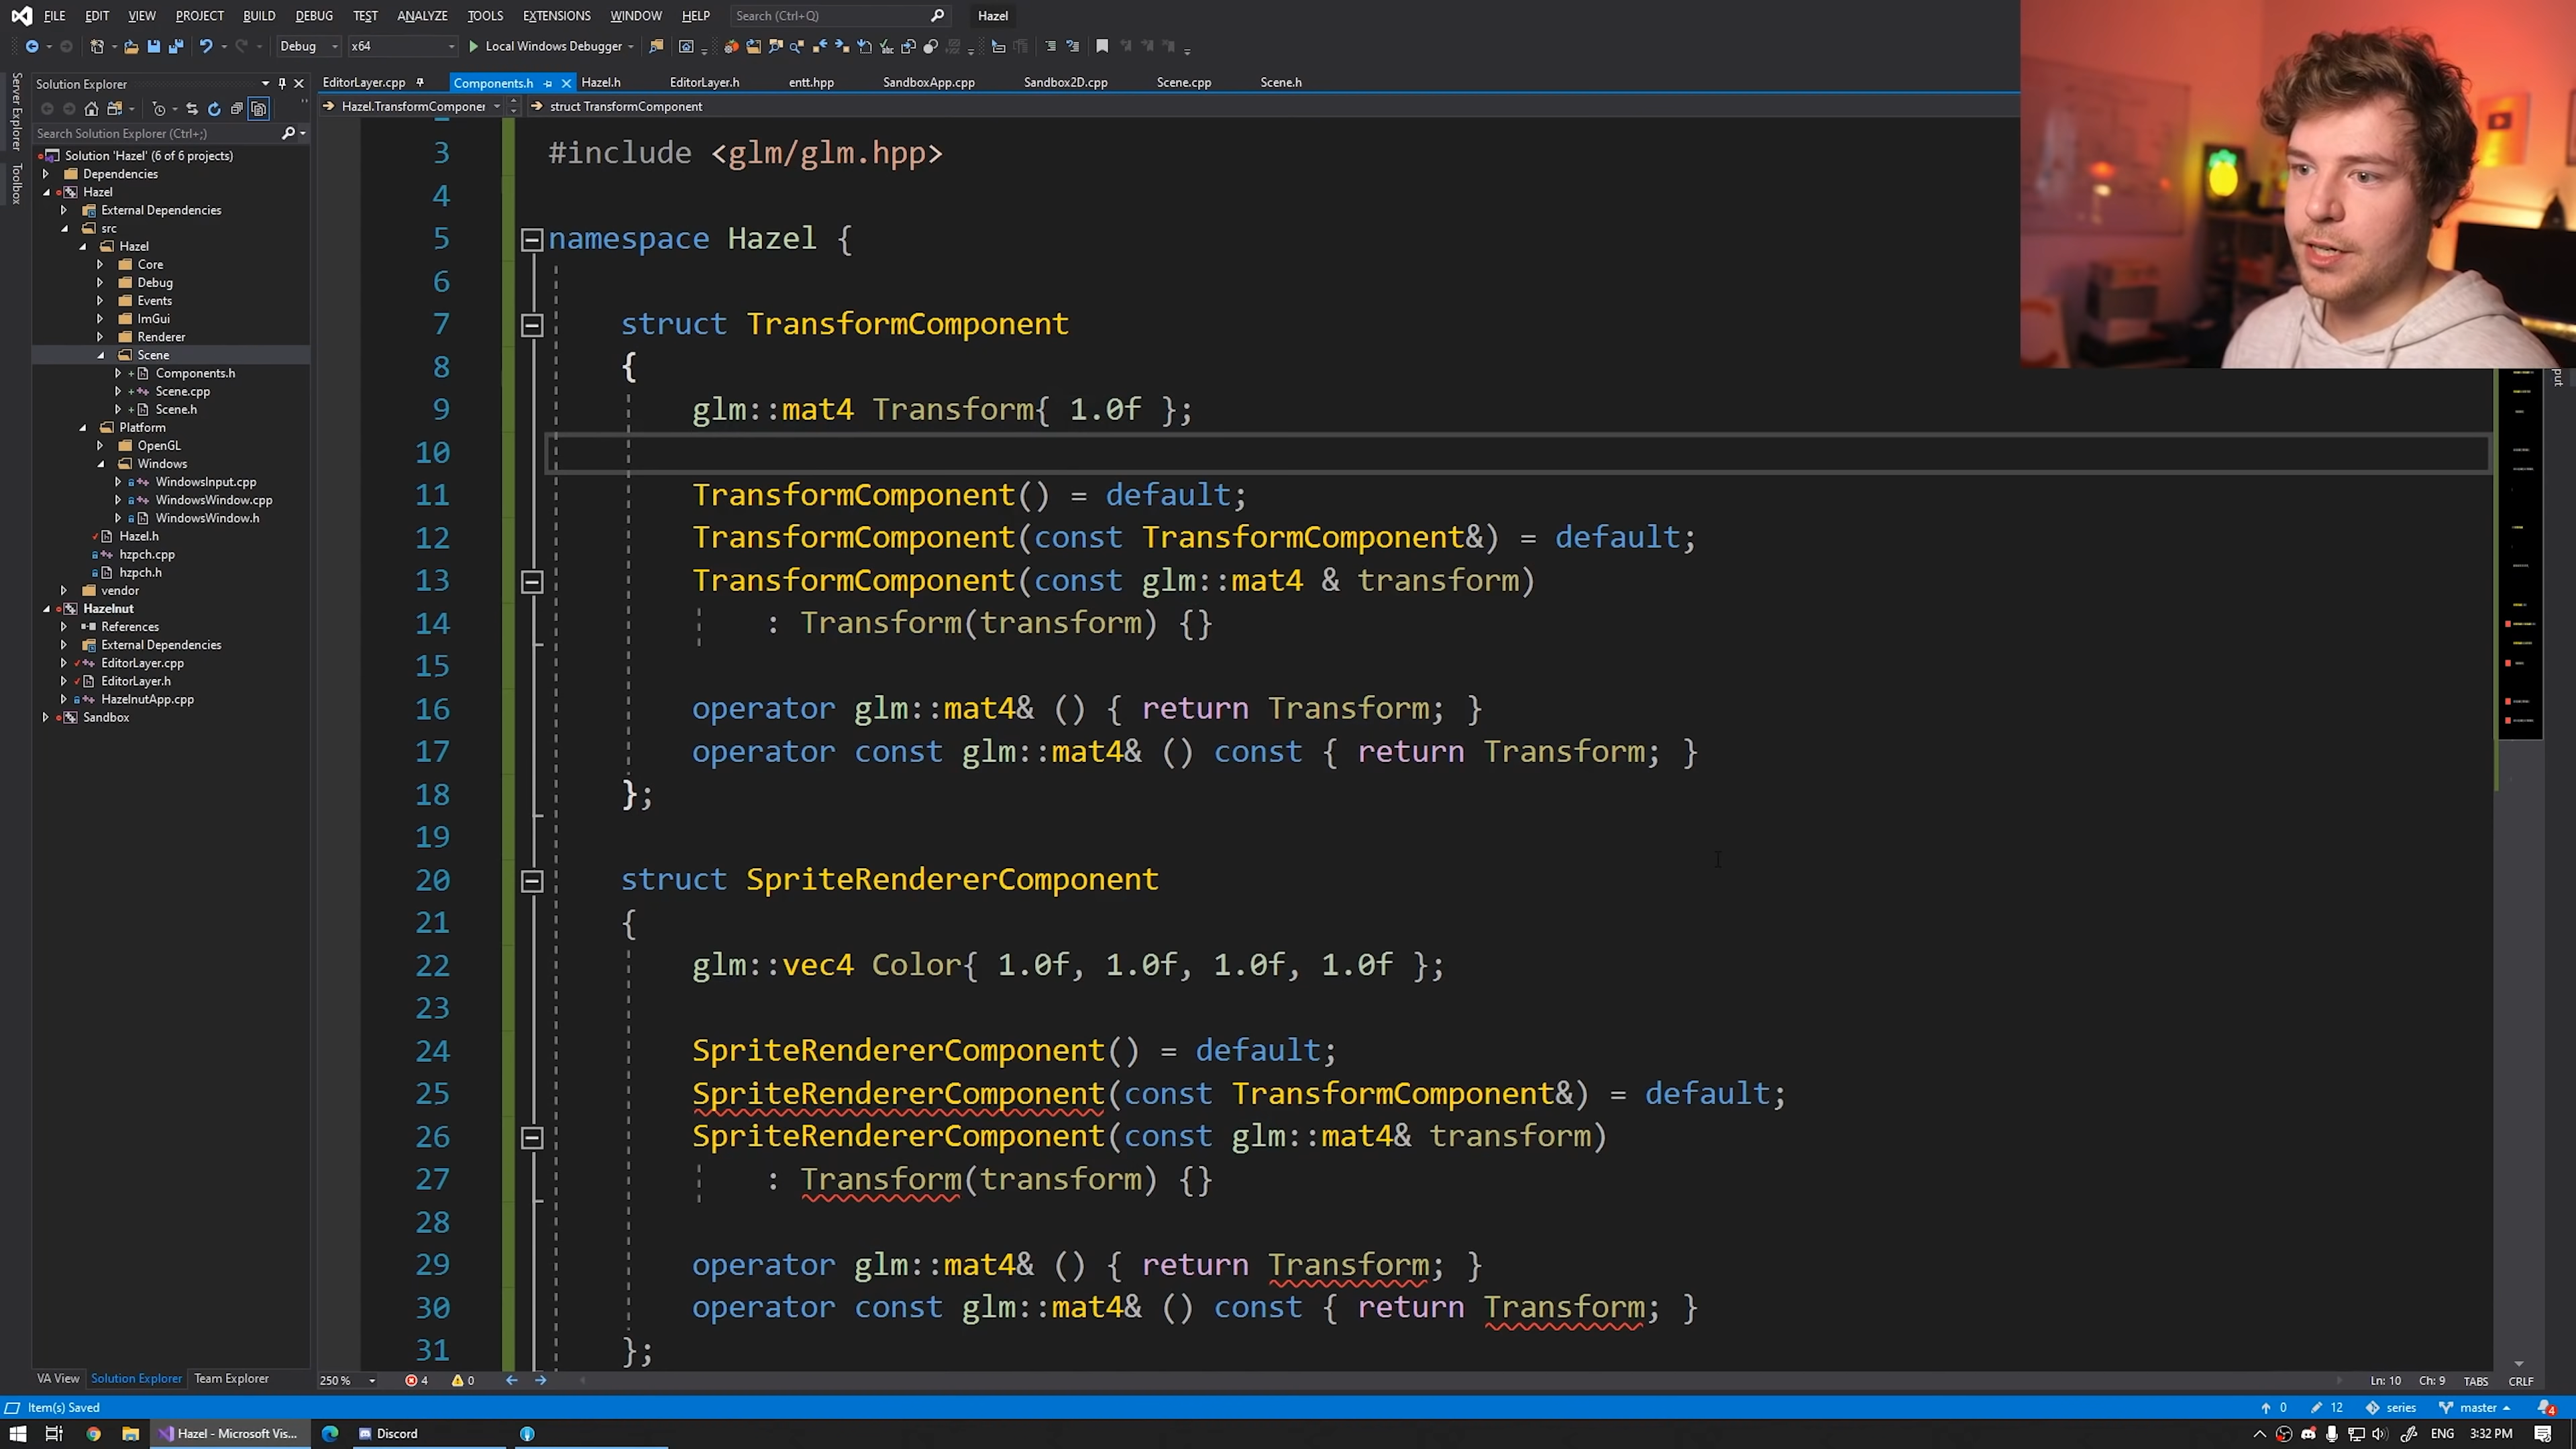 FILE EDIT VIEW PROJECT BUILD DEBUG TEST ANALYZE TOOLS EXTENSIONS WINDOW HELP Search (Ctrl+Q) Hazel
Debug x64 Local Windows Debugger
Server Explorer
Toolbox
Solution Explorer
Search Solution Explorer (Ctrl+;)
Solution 'Hazel' (6 of 6 projects)
Dependencies
Hazel
External Dependencies
src
Hazel
Core
Debug
Events
ImGui
Renderer
Scene
Components.h
Scene.cpp
Scene.h
Platform
OpenGL
Windows
WindowsInput.cpp
WindowsWindow.cpp
WindowsWindow.h
Hazel.h
hzpch.cpp
hzpch.h
vendor
Hazelnut
References
External Dependencies
EditorLayer.cpp
EditorLayer.h
HazelnutApp.cpp
Sandbox
VA View Solution Explorer Team Explorer
EditorLayer.cpp Components.h Hazel.h EditorLayer.h entt.hpp SandboxApp.cpp Sandbox2D.cpp Scene.cpp Scene.h
Hazel.TransformComponer struct TransformComponent
3 #include <glm/glm.hpp>
4
5 namespace Hazel {
6
7 struct TransformComponent
8 {
9 glm::mat4 Transform{ 1.0f };
10
11 TransformComponent() = default;
12 TransformComponent(const TransformComponent&) = default;
13 TransformComponent(const glm::mat4 & transform)
14 : Transform(transform) {}
15
16 operator glm::mat4& () { return Transform; }
17 operator const glm::mat4& () const { return Transform; }
18 };
19
20 struct SpriteRendererComponent
21 {
22 glm::vec4 Color{ 1.0f, 1.0f, 1.0f, 1.0f };
23
24 SpriteRendererComponent() = default;
25 SpriteRendererComponent(const TransformComponent&) = default;
26 SpriteRendererComponent(const glm::mat4& transform)
27 : Transform(transform) {}
28
29 operator glm::mat4& () { return Transform; }
30 operator const glm::mat4& () const { return Transform; }
31 };
250 % 4 0 Ln: 10 Ch: 9 TABS CRLF
Item(s) Saved 0 12 series master 4
Hazel - Microsoft Vis... Discord ENG 3:32 PM